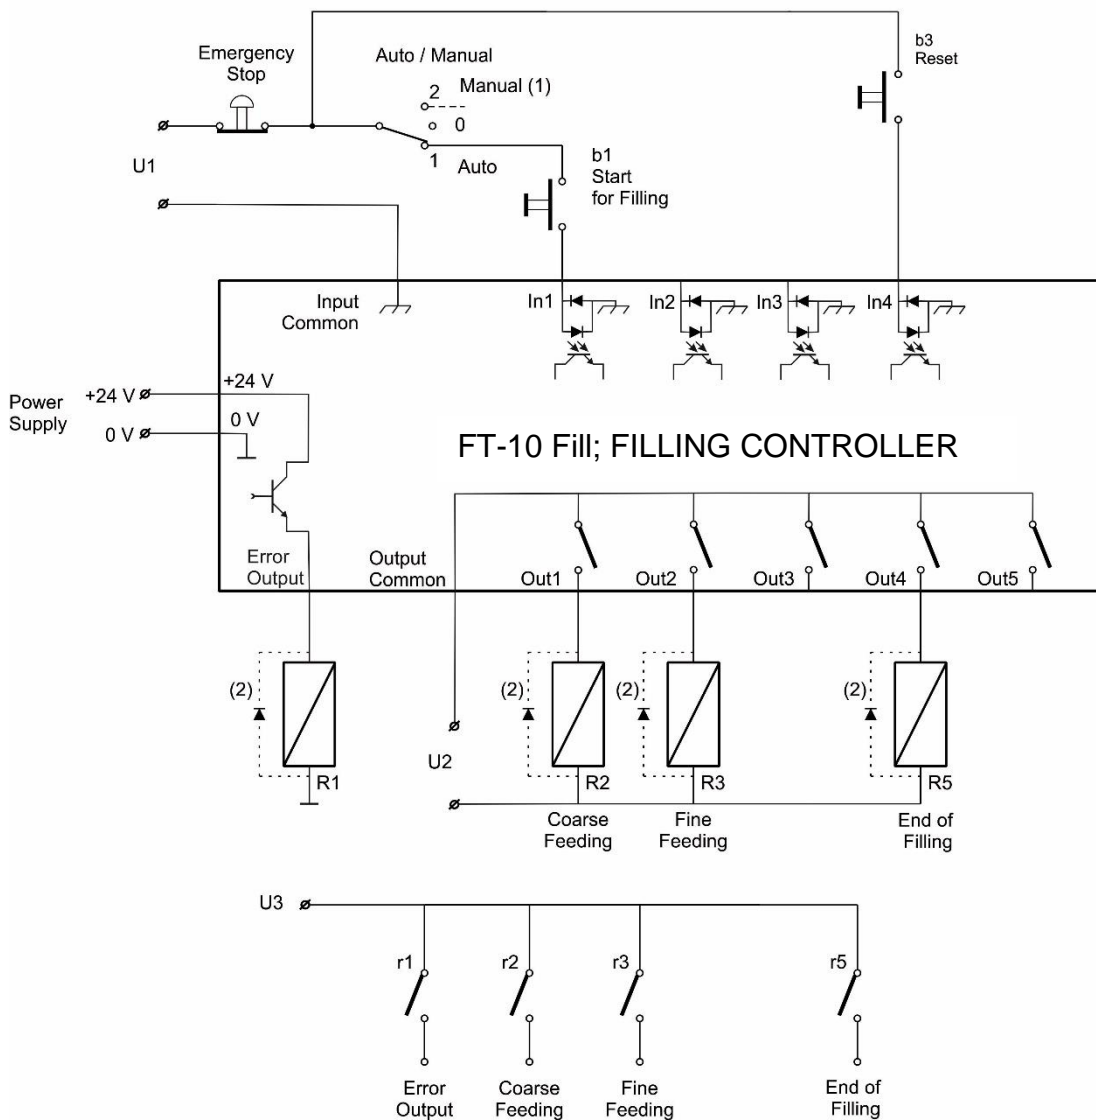 Emergency
Stop
Auto / Manual
Manual (1)
2
0
1
Auto
b3
Reset
U1
b1
Start
for Filling
Input
Common
In1
In2
In3
In4
Power
Supply
+24 V
0 V
+24 V
0 V
FT-10 Fill; FILLING CONTROLLER
Error
Output
Output
Common
Out1
Out2
Out3
Out4
Out5
(2)
R1
U2
(2)
R2
(2)
R3
(2)
R5
Coarse
Feeding
Fine
Feeding
End of
Filling
U3
r1
r2
r3
r5
Error
Output
Coarse
Feeding
Fine
Feeding
End of
Filling